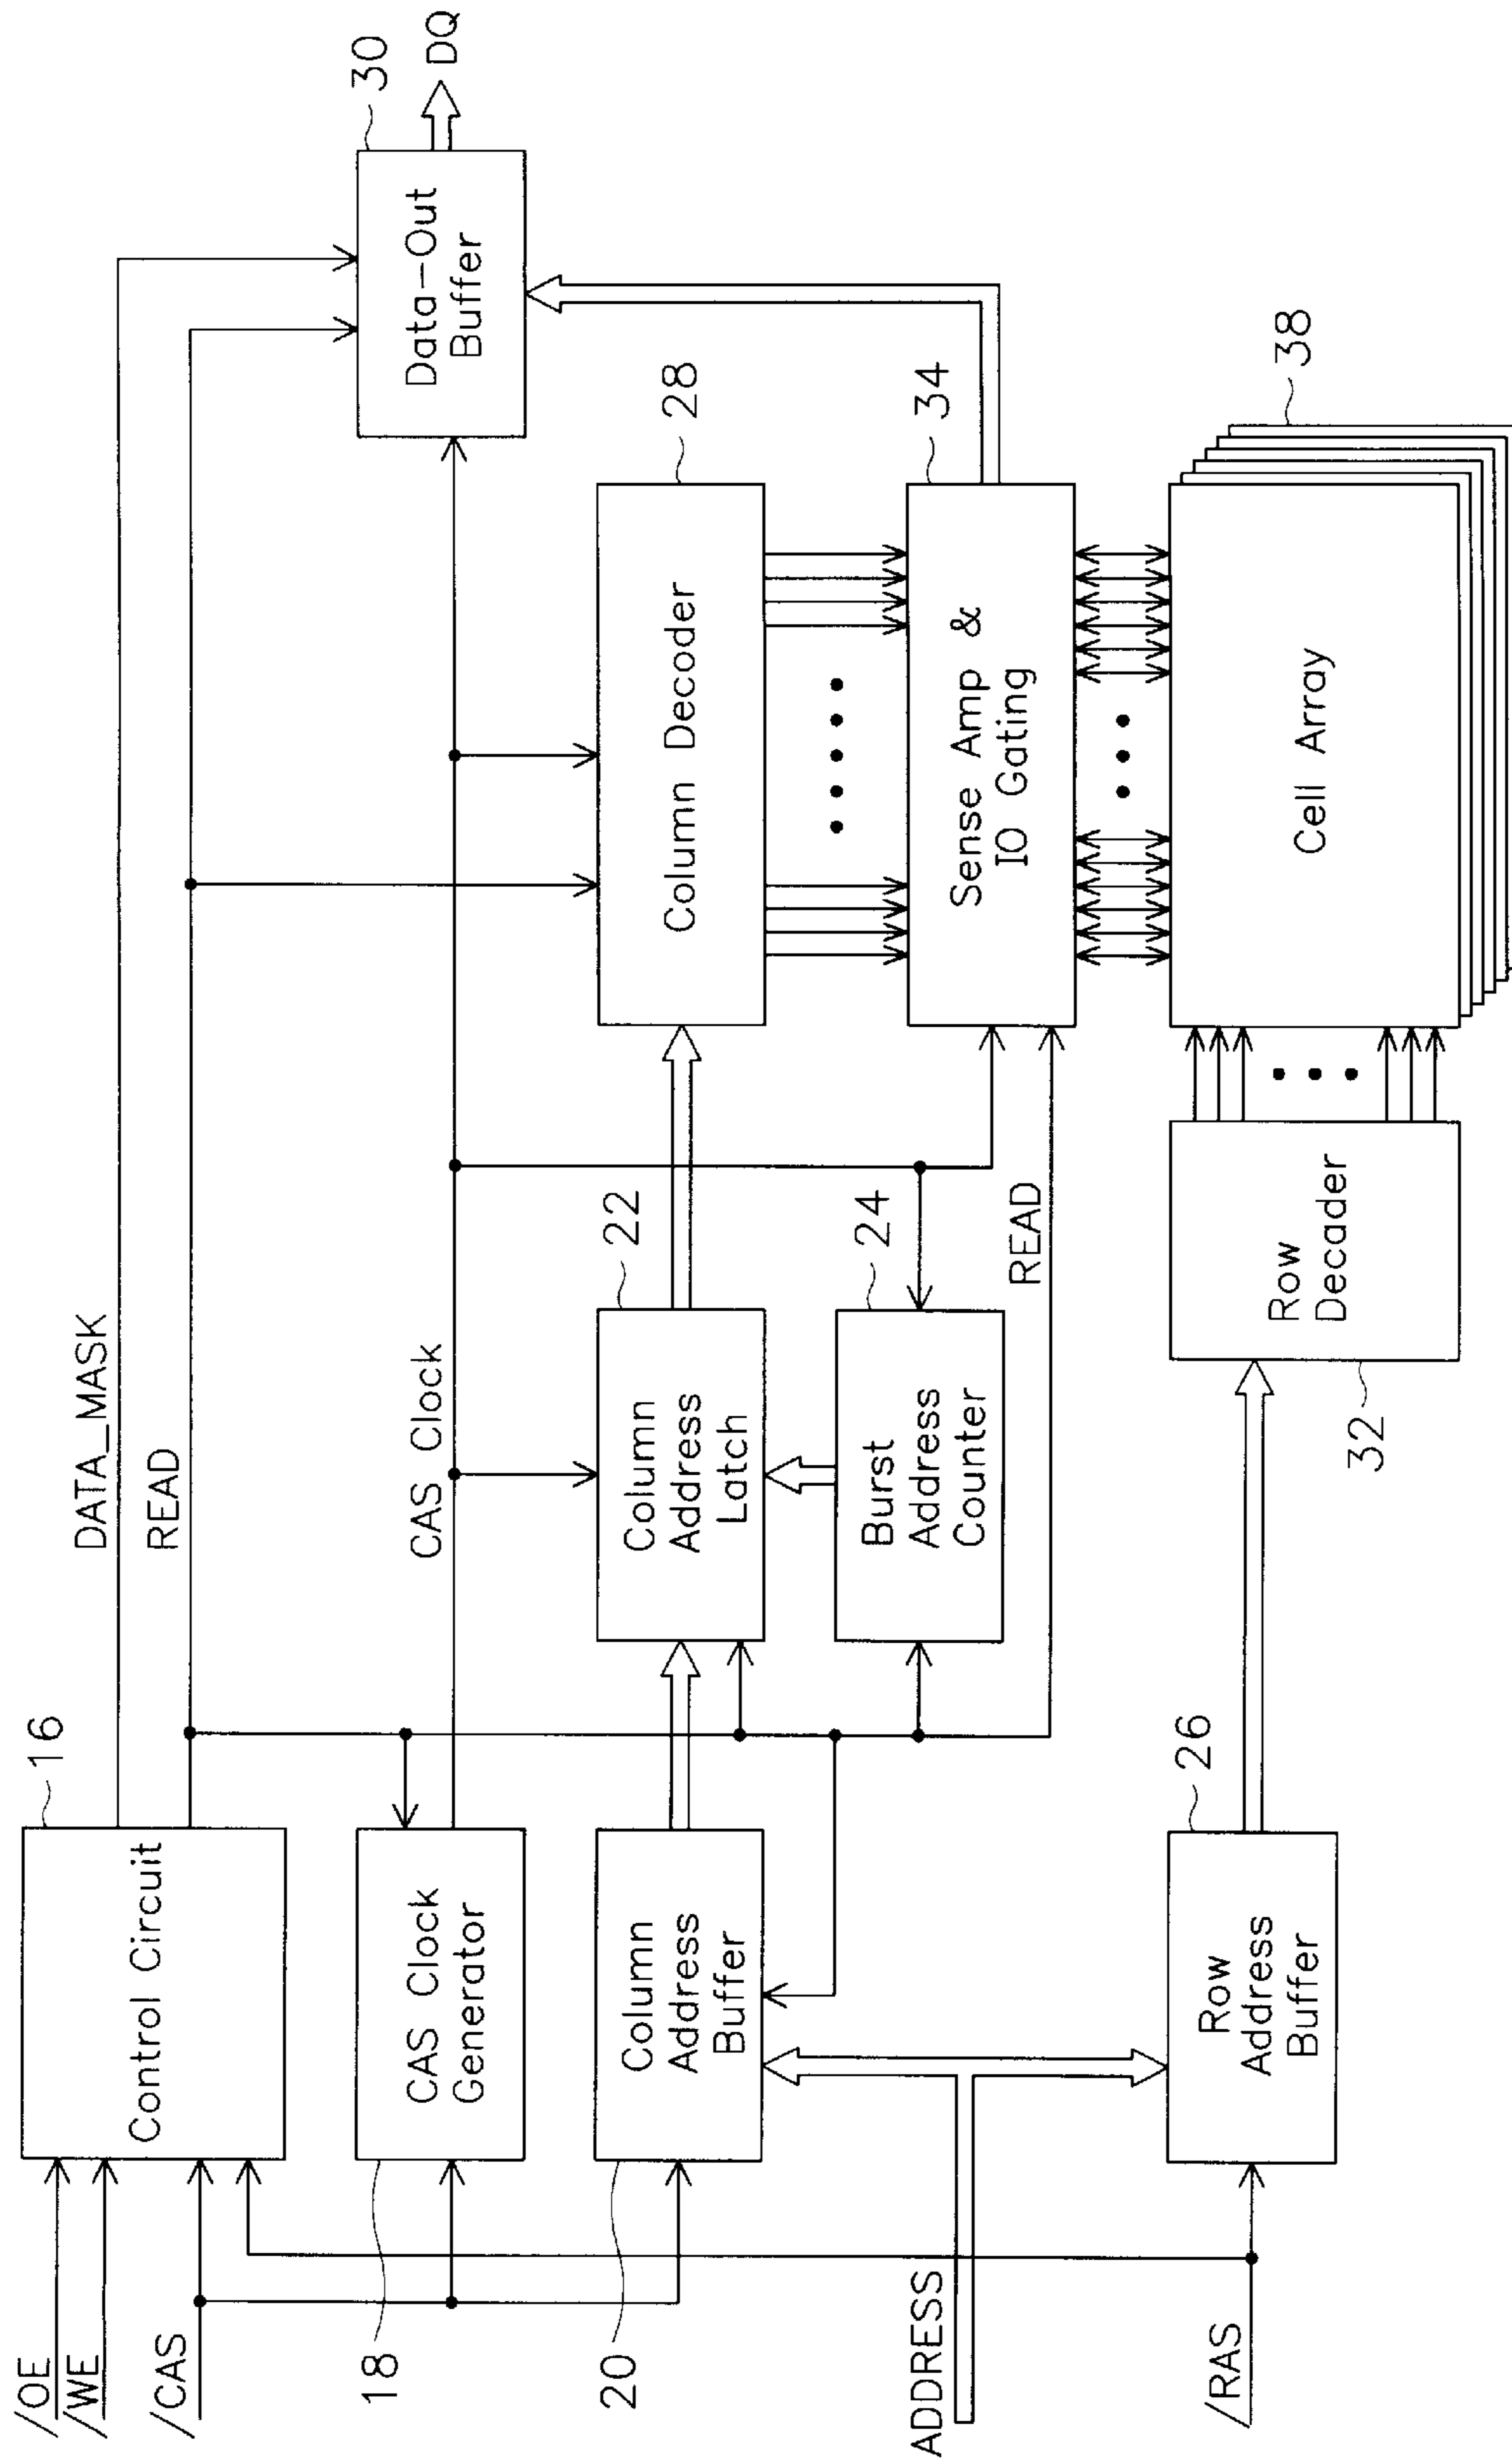 /OE
/WE
/CAS
Control Circuit
16
DATA_MASK
READ
CAS Clock
Generator
18
CAS Clock
Data-Out
Buffer
30
DQ
Column
Address
Buffer
20
Column
Address
Latch
22
Column Decoder
28
Burst
Address
Counter
24
READ
Sense Amp &
IO Gating
34
ADDRESS
/RAS
Row
Address
Buffer
26
Row
Decader
32
Cell Array
38